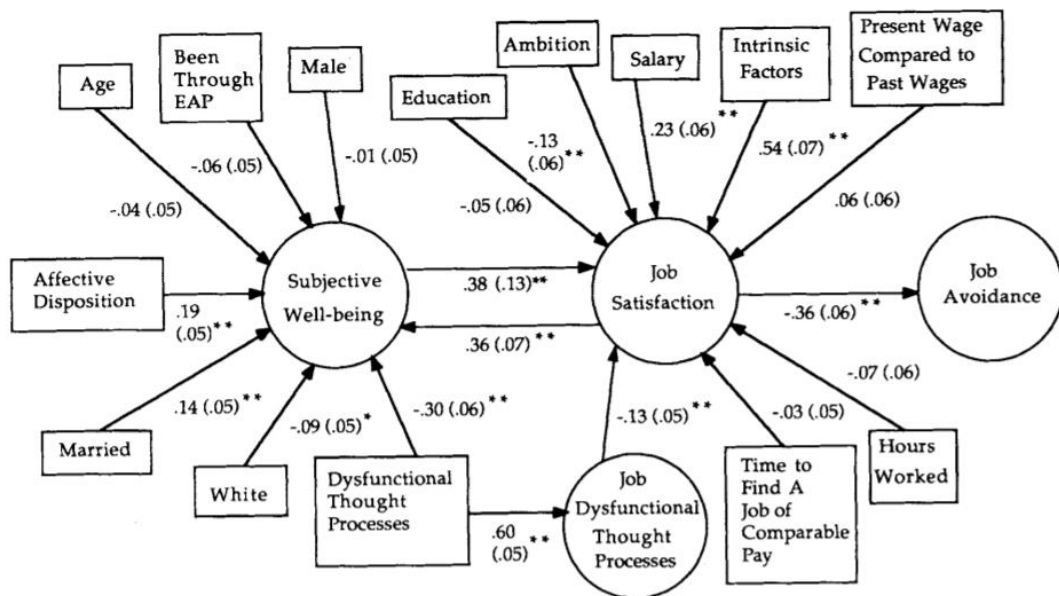 Age
Been
Through
EAP
Male
Education
Ambition
Salary
Intrinsic
Factors
Present Wage
Compared to
Past Wages
-.04 (.05)
-.06 (.05)
-.01 (.05)
-.05 (.06)
-.13
(.06)**
.23 (.06)**
.54 (.07)**
.06 (.06)
Affective
Disposition
.19
(.05)**
Subjective
Well-being
.38 (.13)**
.36 (.07)**
Job
Satisfaction
-.36 (.06)**
Job
Avoidance
Married
.14 (.05)**
White
-.09 (.05)*
-.30 (.06)**
Dysfunctional
Thought
Processes
.60
(.05)**
Job
Dysfunctional
Thought
Processes
-.13 (.05)**
-.03 (.05)
-.07 (.06)
Time to
Find A
Job of
Comparable
Pay
Hours
Worked